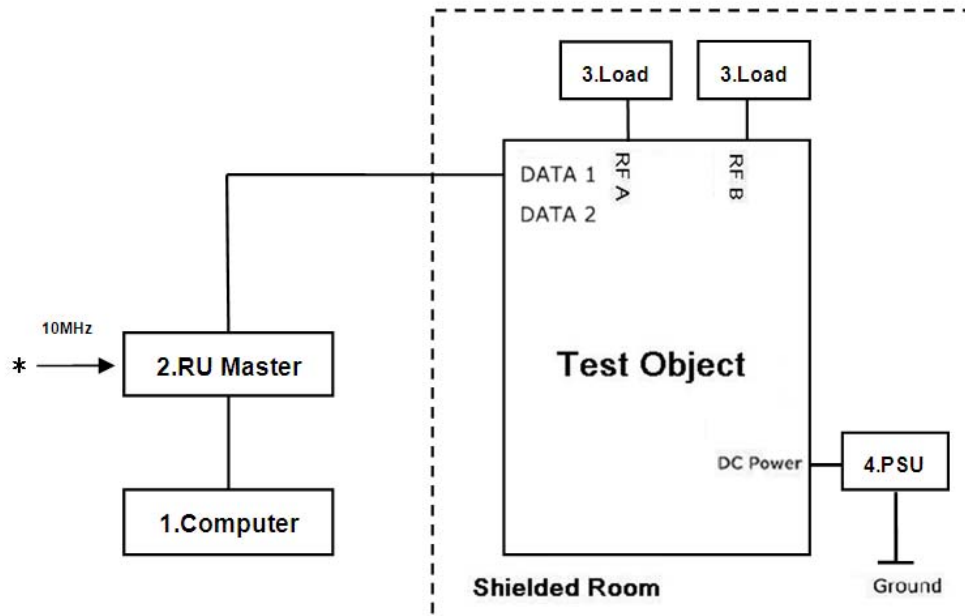 3.Load
3.Load
RF A
RF B
DATA 1
DATA 2
10MHz
*
2.RU Master
Test Object
DC Power
4.PSU
1.Computer
Shielded Room
Ground